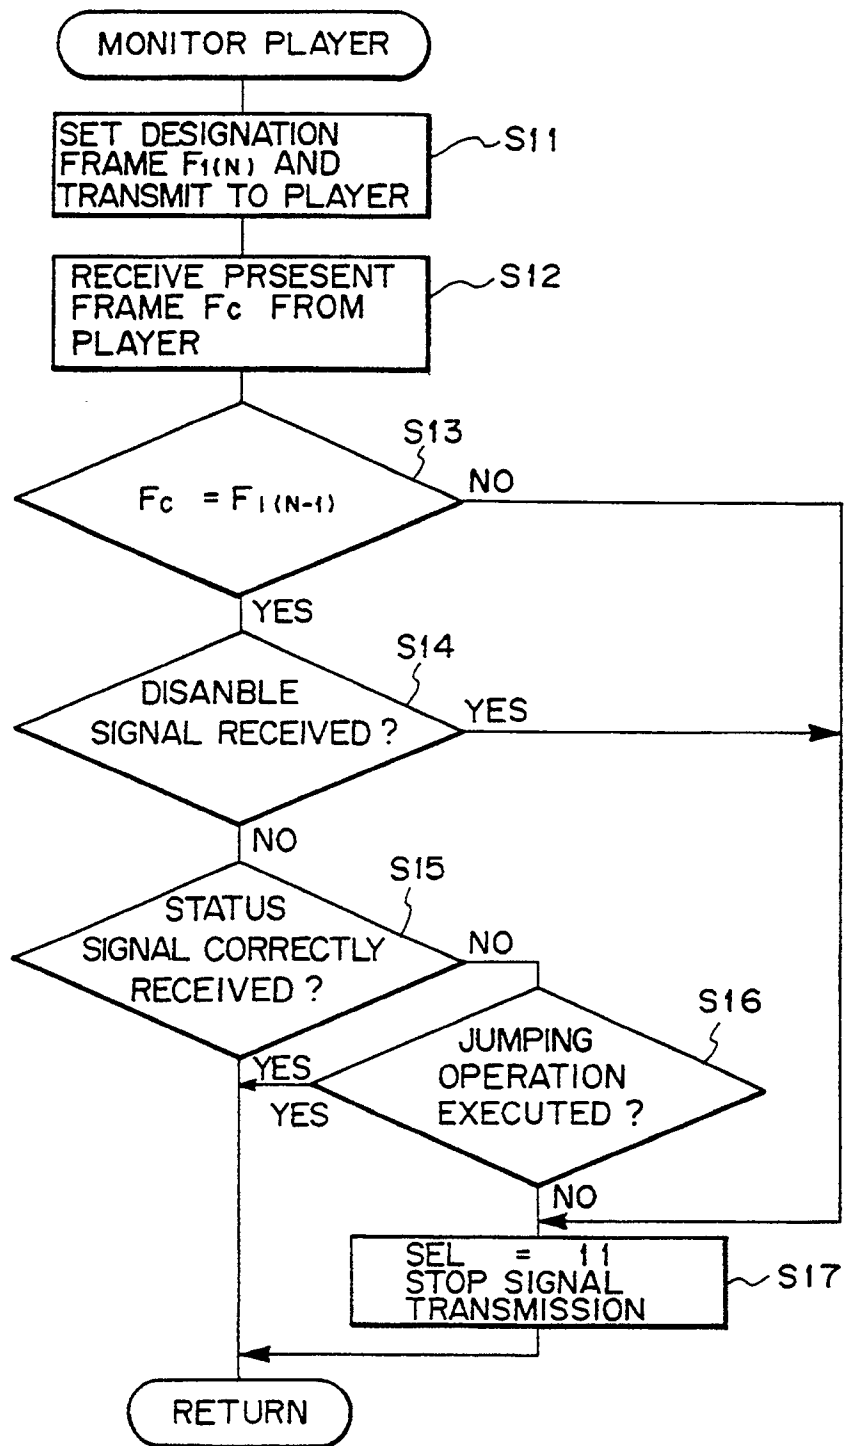 MONITOR PLAYER
SET DESIGNATION
FRAME F1(N) AND
TRANSMIT TO PLAYER
S11
RECEIVE PRSESENT
FRAME Fc FROM
PLAYER
S12
S13
Fc = F1(N-1)
NO
YES
S14
DISANBLE
SIGNAL RECEIVED ?
YES
NO
S15
STATUS
SIGNAL CORRECTLY
RECEIVED ?
NO
YES
S16
JUMPING
OPERATION
EXECUTED ?
YES
NO
SEL = 11
STOP SIGNAL
TRANSMISSION
S17
RETURN